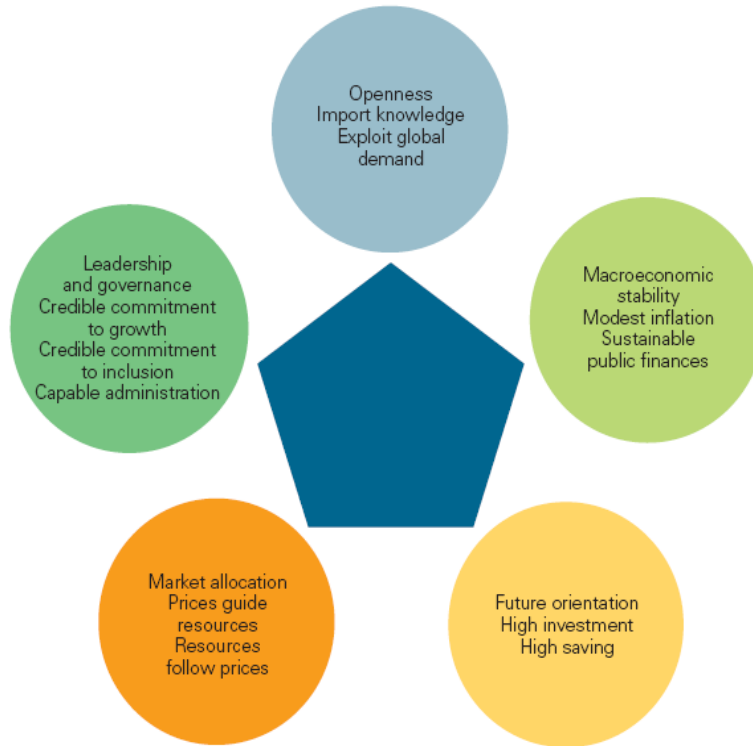 Openness
Import knowledge
Exploit global
demand
Leadership
and governance
Credible commitment
to growth
Credible commitment
to inclusion
Capable administration
Macroeconomic
stability
Modest inflation
Sustainable
public finances
Market allocation
Prices guide
resources
Resources
follow prices
Future orientation
High investment
High saving